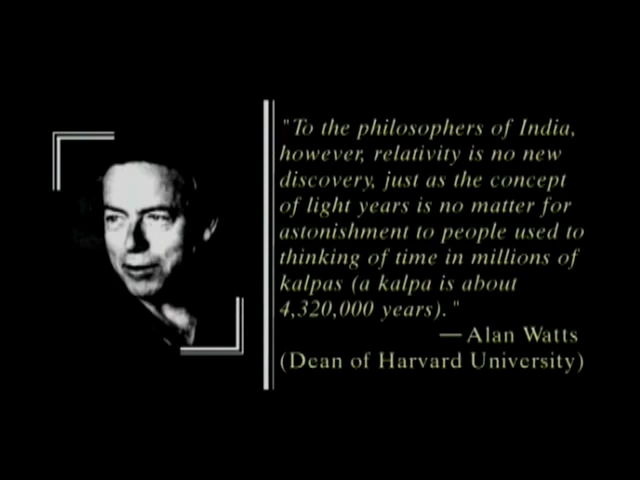 "To the philosophers of India,
however, relativity is no new
discovery, just as the concept
of light years is no matter for
astonishment to people used to
thinking of time in millions of
kalpas (a kalpa is about
4,320,000 years)."
—Alan Watts
(Dean of Harvard University)